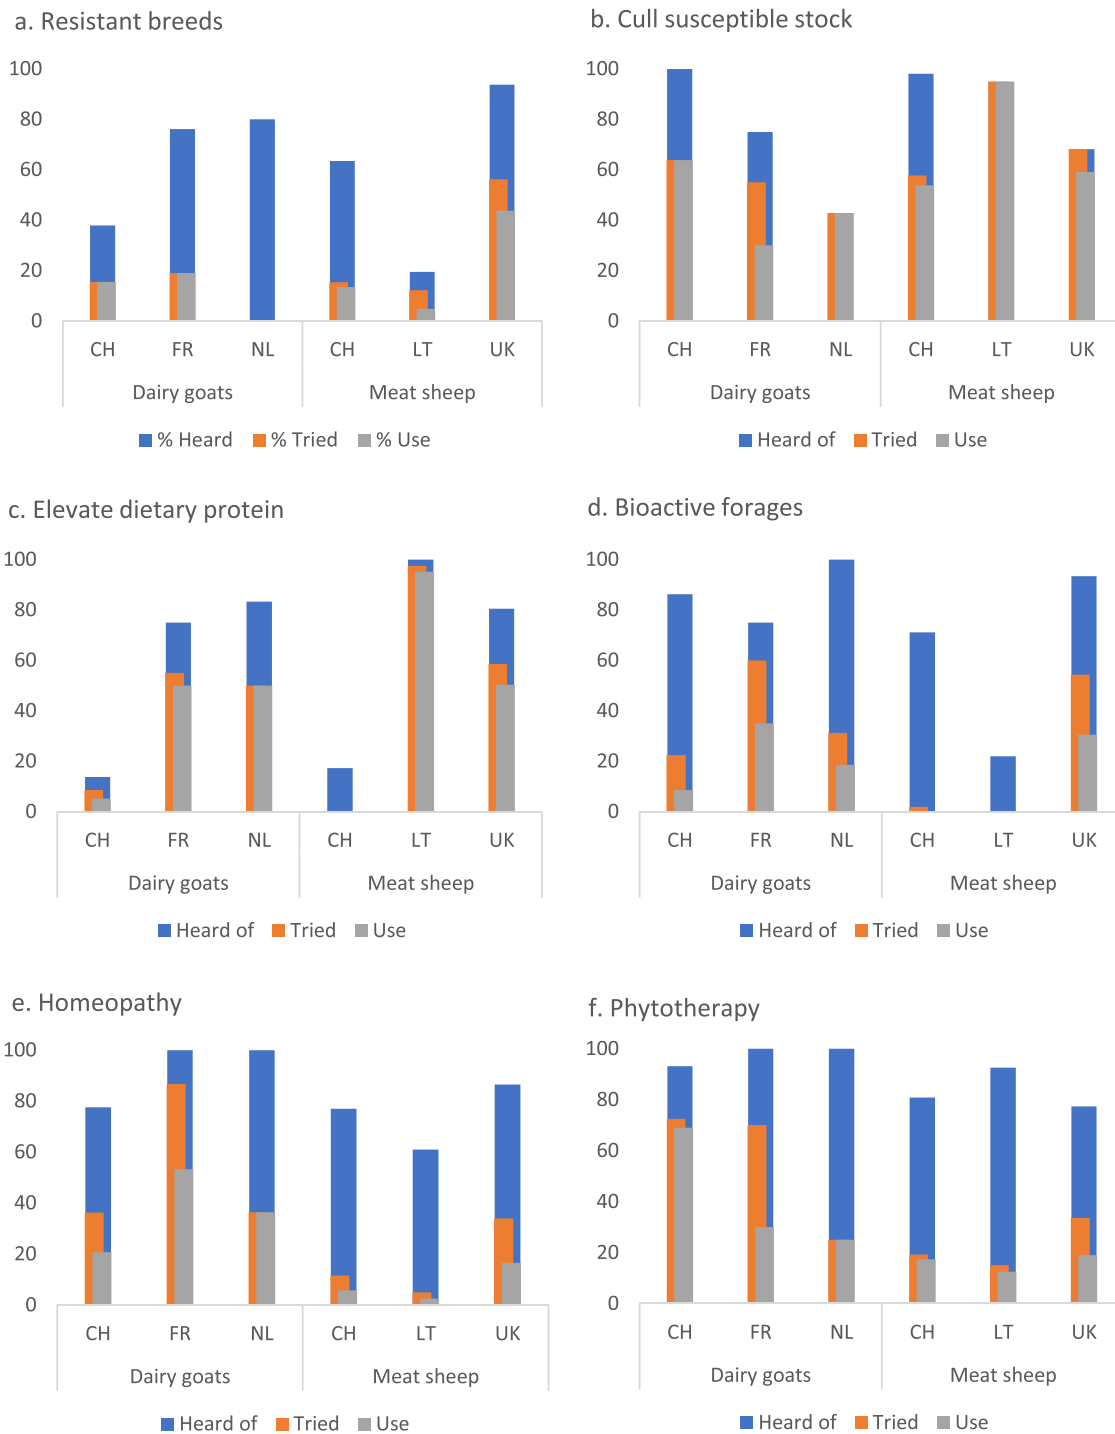 a. Resistant breeds
100
80
60
40
20
0
CH FR NL CH LT UK
Dairy goats Meat sheep
% Heard % Tried % Use
b. Cull susceptible stock
100
80
60
40
20
0
CH FR NL CH LT UK
Dairy goats Meat sheep
Heard of Tried Use
c. Elevate dietary protein
100
80
60
40
20
0
CH FR NL CH LT UK
Dairy goats Meat sheep
Heard of Tried Use
d. Bioactive forages
100
80
60
40
20
0
CH FR NL CH LT UK
Dairy goats Meat sheep
Heard of Tried Use
e. Homeopathy
100
80
60
40
20
0
CH FR NL CH LT UK
Dairy goats Meat sheep
Heard of Tried Use
f. Phytotherapy
100
80
60
40
20
0
CH FR NL CH LT UK
Dairy goats Meat sheep
Heard of Tried Use